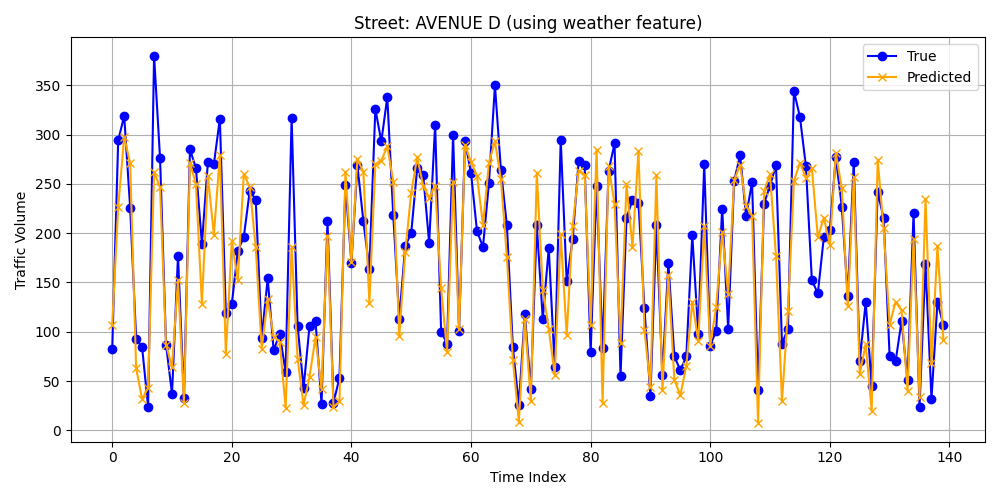 Street: AVENUE D (using weather feature)
True
Predicted
Traffic Volume
350
300
250
200
150
100
50
0
0 20 40 60 80 100 120 140
Time Index